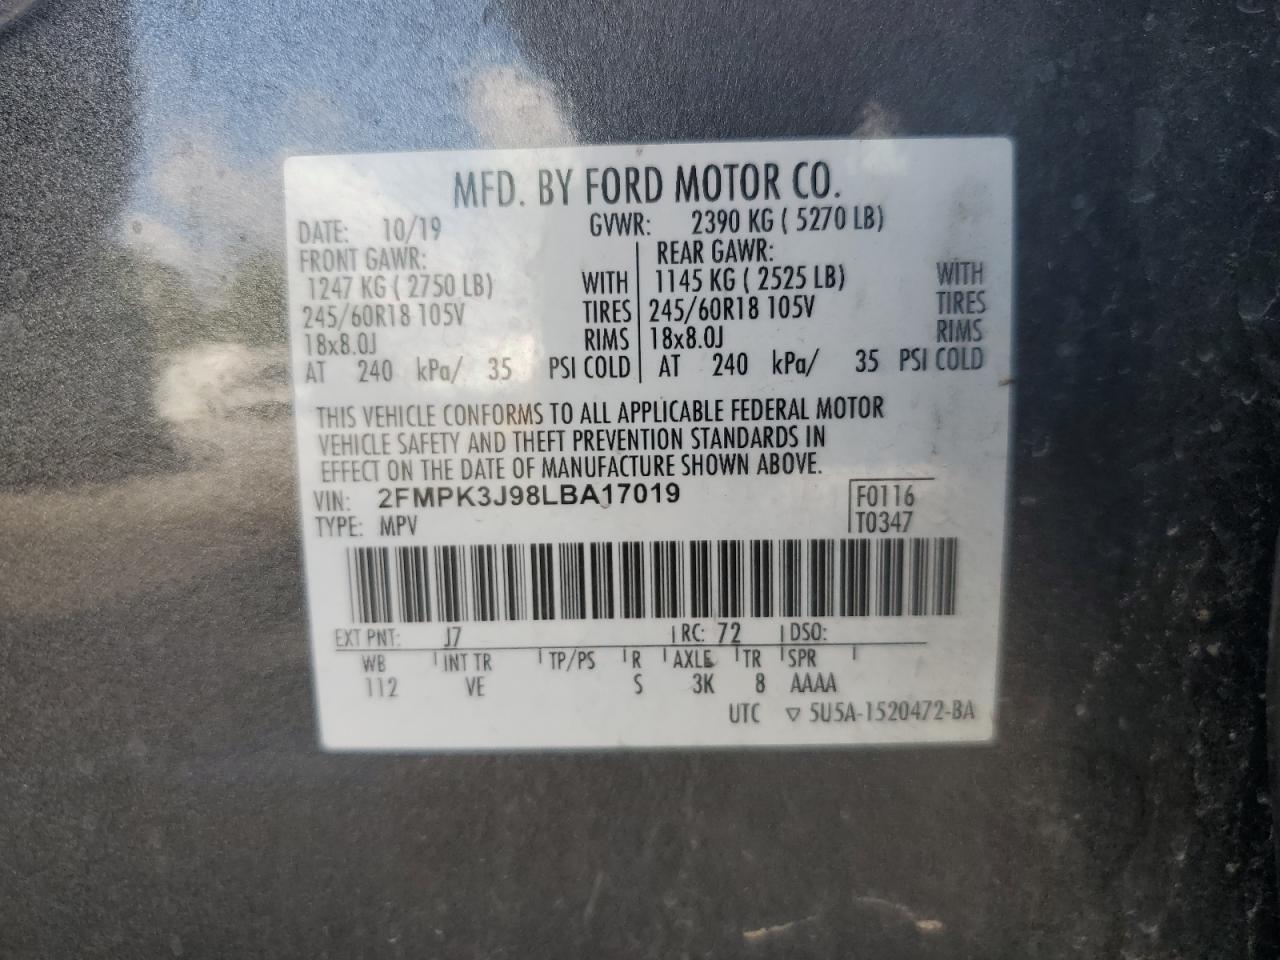 MFD. BY FORD MOTOR CO.
DATE: 10/19 GVWR: 2390 KG ( 5270 LB)
FRONT GAWR: REAR GAWR:
1247 KG ( 2750 LB) WITH 1145 KG ( 2525 LB) WITH
245/60R18 105V TIRES 245/60R18 105V TIRES
18x8.0J RIMS 18x8.0J RIMS
AT 240 kPa/ 35 PSI COLD AT 240 kPa/ 35 PSI COLD
THIS VEHICLE CONFORMS TO ALL APPLICABLE FEDERAL MOTOR
VEHICLE SAFETY AND THEFT PREVENTION STANDARDS IN
EFFECT ON THE DATE OF MANUFACTURE SHOWN ABOVE.
VIN: 2FMPK3J98LBA17019 F0116
TYPE: MPV T0347
EXT PNT: J7 RC: 72 DSO:
WB INT TR TP/PS R AXLE TR SPR
112 VE S 3K 8 AAAA
UTC ▽ 5U5A-1520472-BA